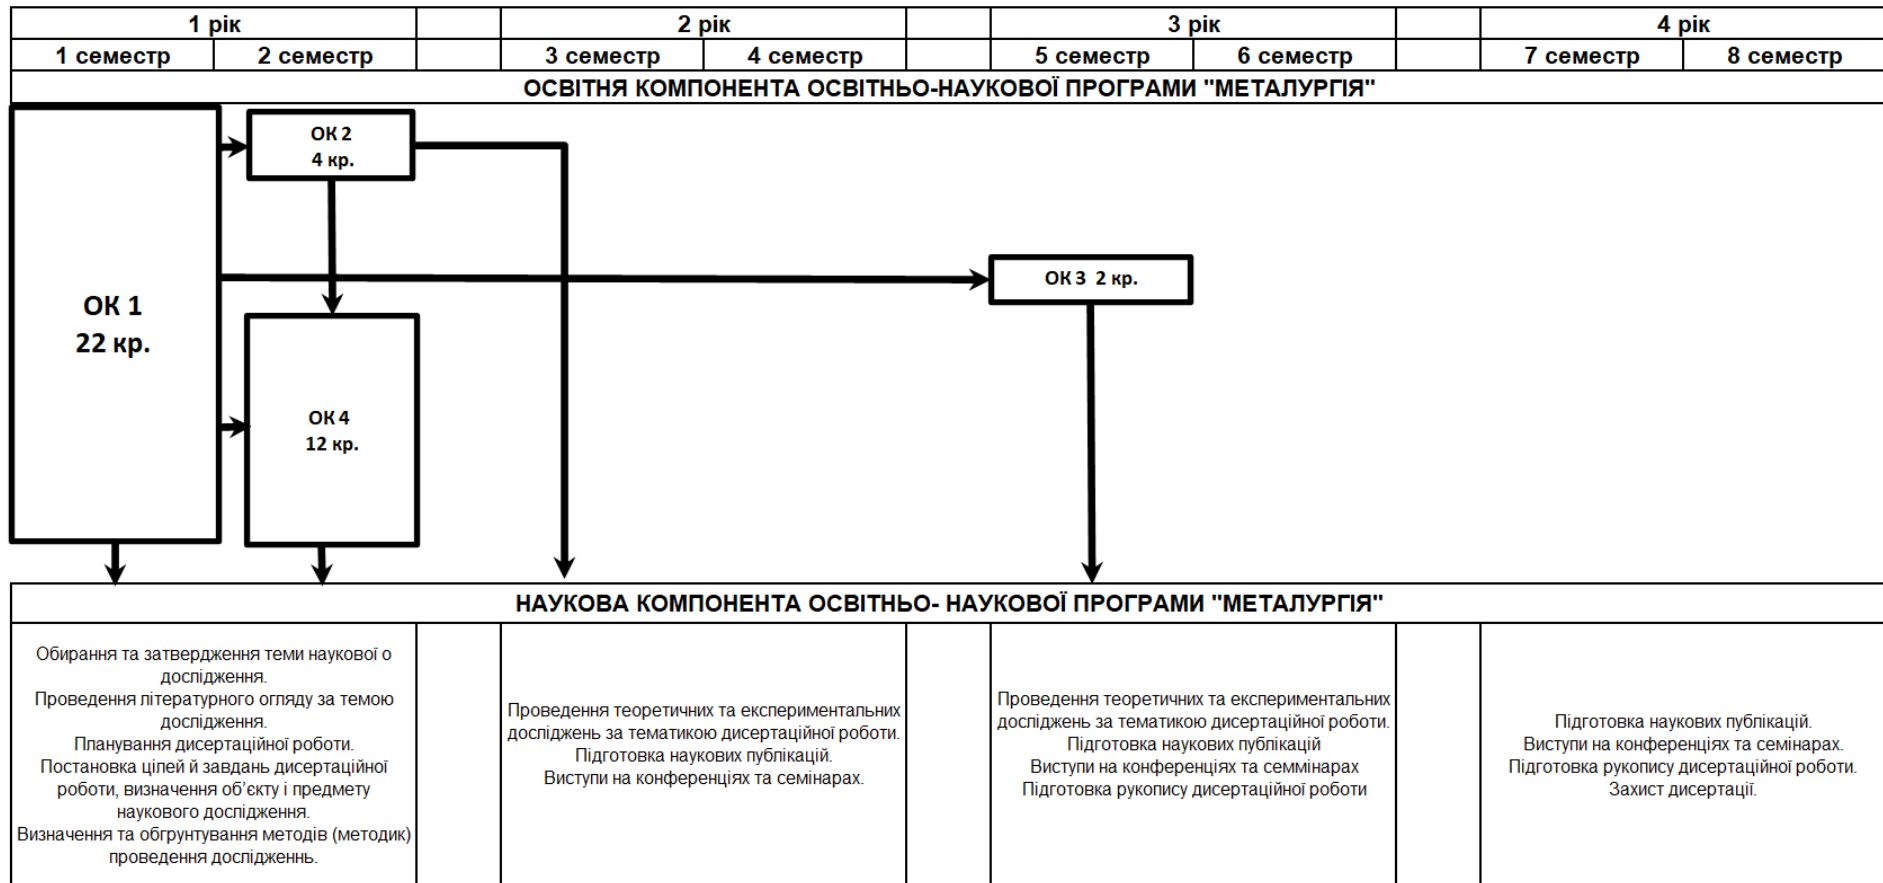 1 рік
2 рік
3 рік
4 рік
1 семестр
2 семестр
3 семестр
4 семестр
5 семестр
6 семестр
7 семестр
8 семестр
ОСВІТНЯ КОМПОНЕНТА ОСВІТНЬО-НАУКОВОЇ ПРОГРАМИ "МЕТАЛУРГІЯ"
ОК 1
22 кр.
ОК 2
4 кр.
ОК 3 2 кр.
ОК 4
12 кр.
НАУКОВА КОМПОНЕНТА ОСВІТНЬО- НАУКОВОЇ ПРОГРАМИ "МЕТАЛУРГІЯ"
Обирання та затвердження теми наукової о
дослідження.
Проведення літературного огляду за темою
дослідження.
Планування дисертаційної роботи.
Постановка цілей й завдань дисертаційної
роботи, визначення об’єкту і предмету
наукового дослідження.
Визначення та обгрунтування методів (методик)
проведення дослідженнь.
Проведення теоретичних та експериментальних
досліджень за тематикою дисертаційної роботи.
Підготовка наукових публікацій.
Виступи на конференціях та семінарах.
Проведення теоретичних та експериментальних
досліджень за тематикою дисертаційної роботи.
Підготовка наукових публікацій
Виступи на конференціях та семмінарах
Підготовка рукопису дисертаційної роботи
Підготовка наукових публікацій.
Виступи на конференціях та семінарах.
Підготовка рукопису дисертаційної роботи.
Захист дисертації.